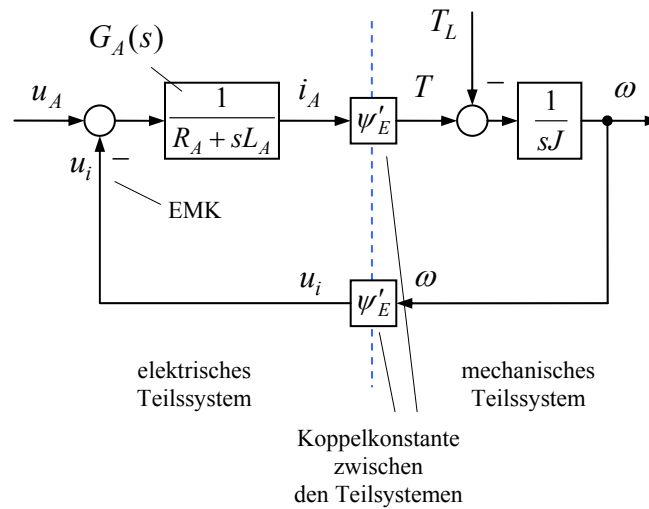 G_A(s)
T_L
u_A
1
R_A + sL_A
i_A
ψ′_E
T
−
1
sJ
ω
u_i
−
EMK
u_i
ψ′_E
ω
elektrisches
Teilssystem
mechanisches
Teilssystem
Koppelkonstante
zwischen
den Teilsystemen